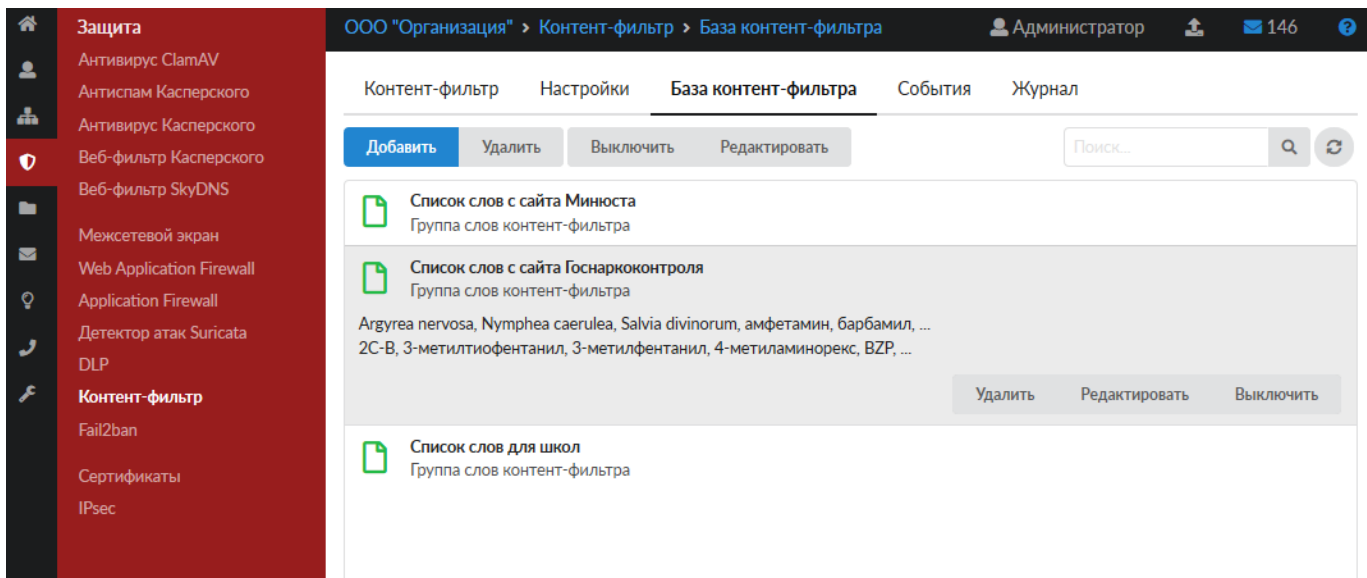 Защита
Антивирус ClamAV
Антиспам Касперского
Антивирус Касперского
Веб-фильтр Касперского
Веб-фильтр SkyDNS
Межсетевой экран
Web Application Firewall
Application Firewall
Детектор атак Suricata
DLP
Контент-фильтр
Fail2ban
Сертификаты
IPsec
ООО "Организация" > Контент-фильтр > База контент-фильтра Администратор 146 ?
Контент-фильтр Настройки База контент-фильтра События Журнал
Добавить Удалить Выключить Редактировать Поиск...
Список слов с сайта Минюста
Группа слов контент-фильтра
Список слов с сайта Госнаркоконтроля
Группа слов контент-фильтра
Argyrea nervosa, Nymphea caerulea, Salvia divinorum, амфетамин, барбамил, ...
2C-B, 3-метилтиофентанил, 3-метилфентанил, 4-метиламинорекс, BZP, ...
Удалить Редактировать Выключить
Список слов для школ
Группа слов контент-фильтра